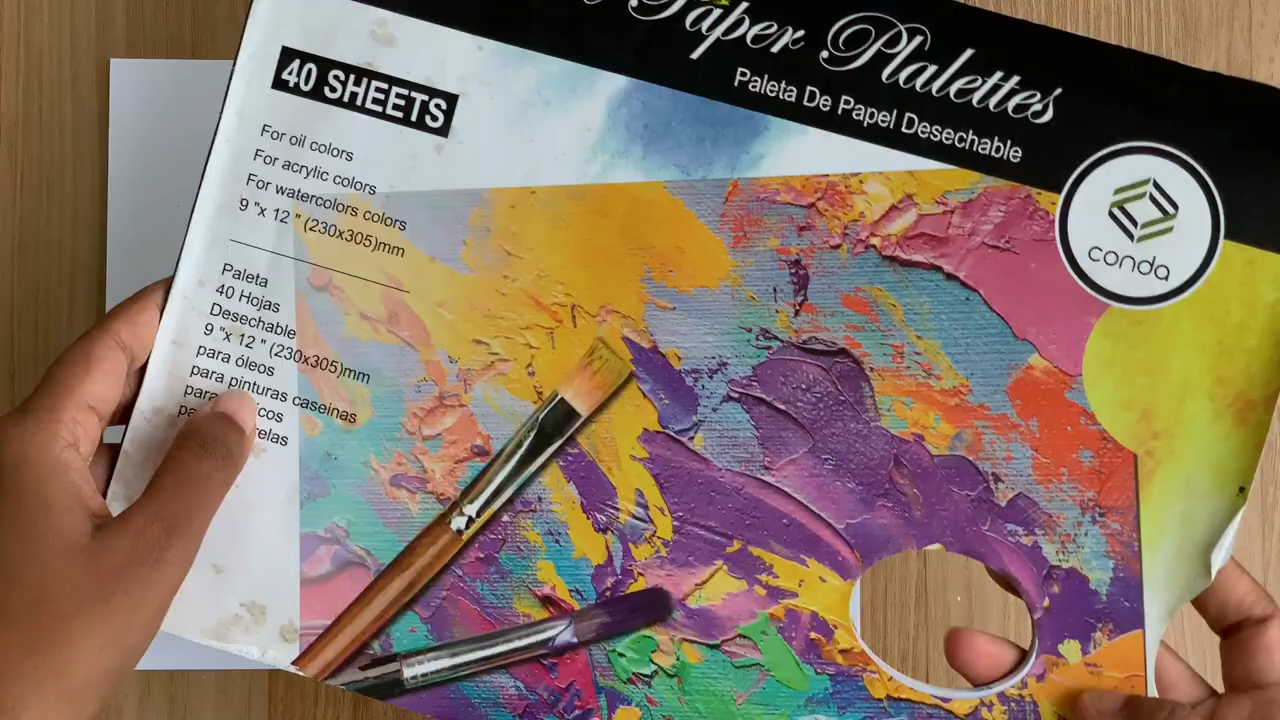 Paper Plalettes
Paleta De Papel Desechable
40 SHEETS
For oil colors
For acrylic colors
For watercolors colors
9 "x 12 " (230x305)mm
Paleta
40 Hojas
Desechable
9 "x 12 " (230x305)mm
para óleos
para pinturas caseinas
conda